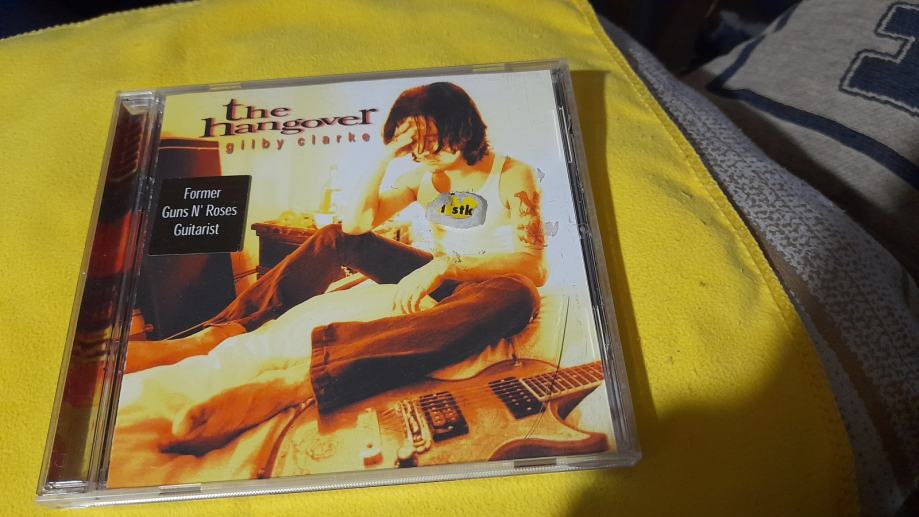 the
hangover
gilby clarke
Former
Guns N' Roses
Guitarist
stk